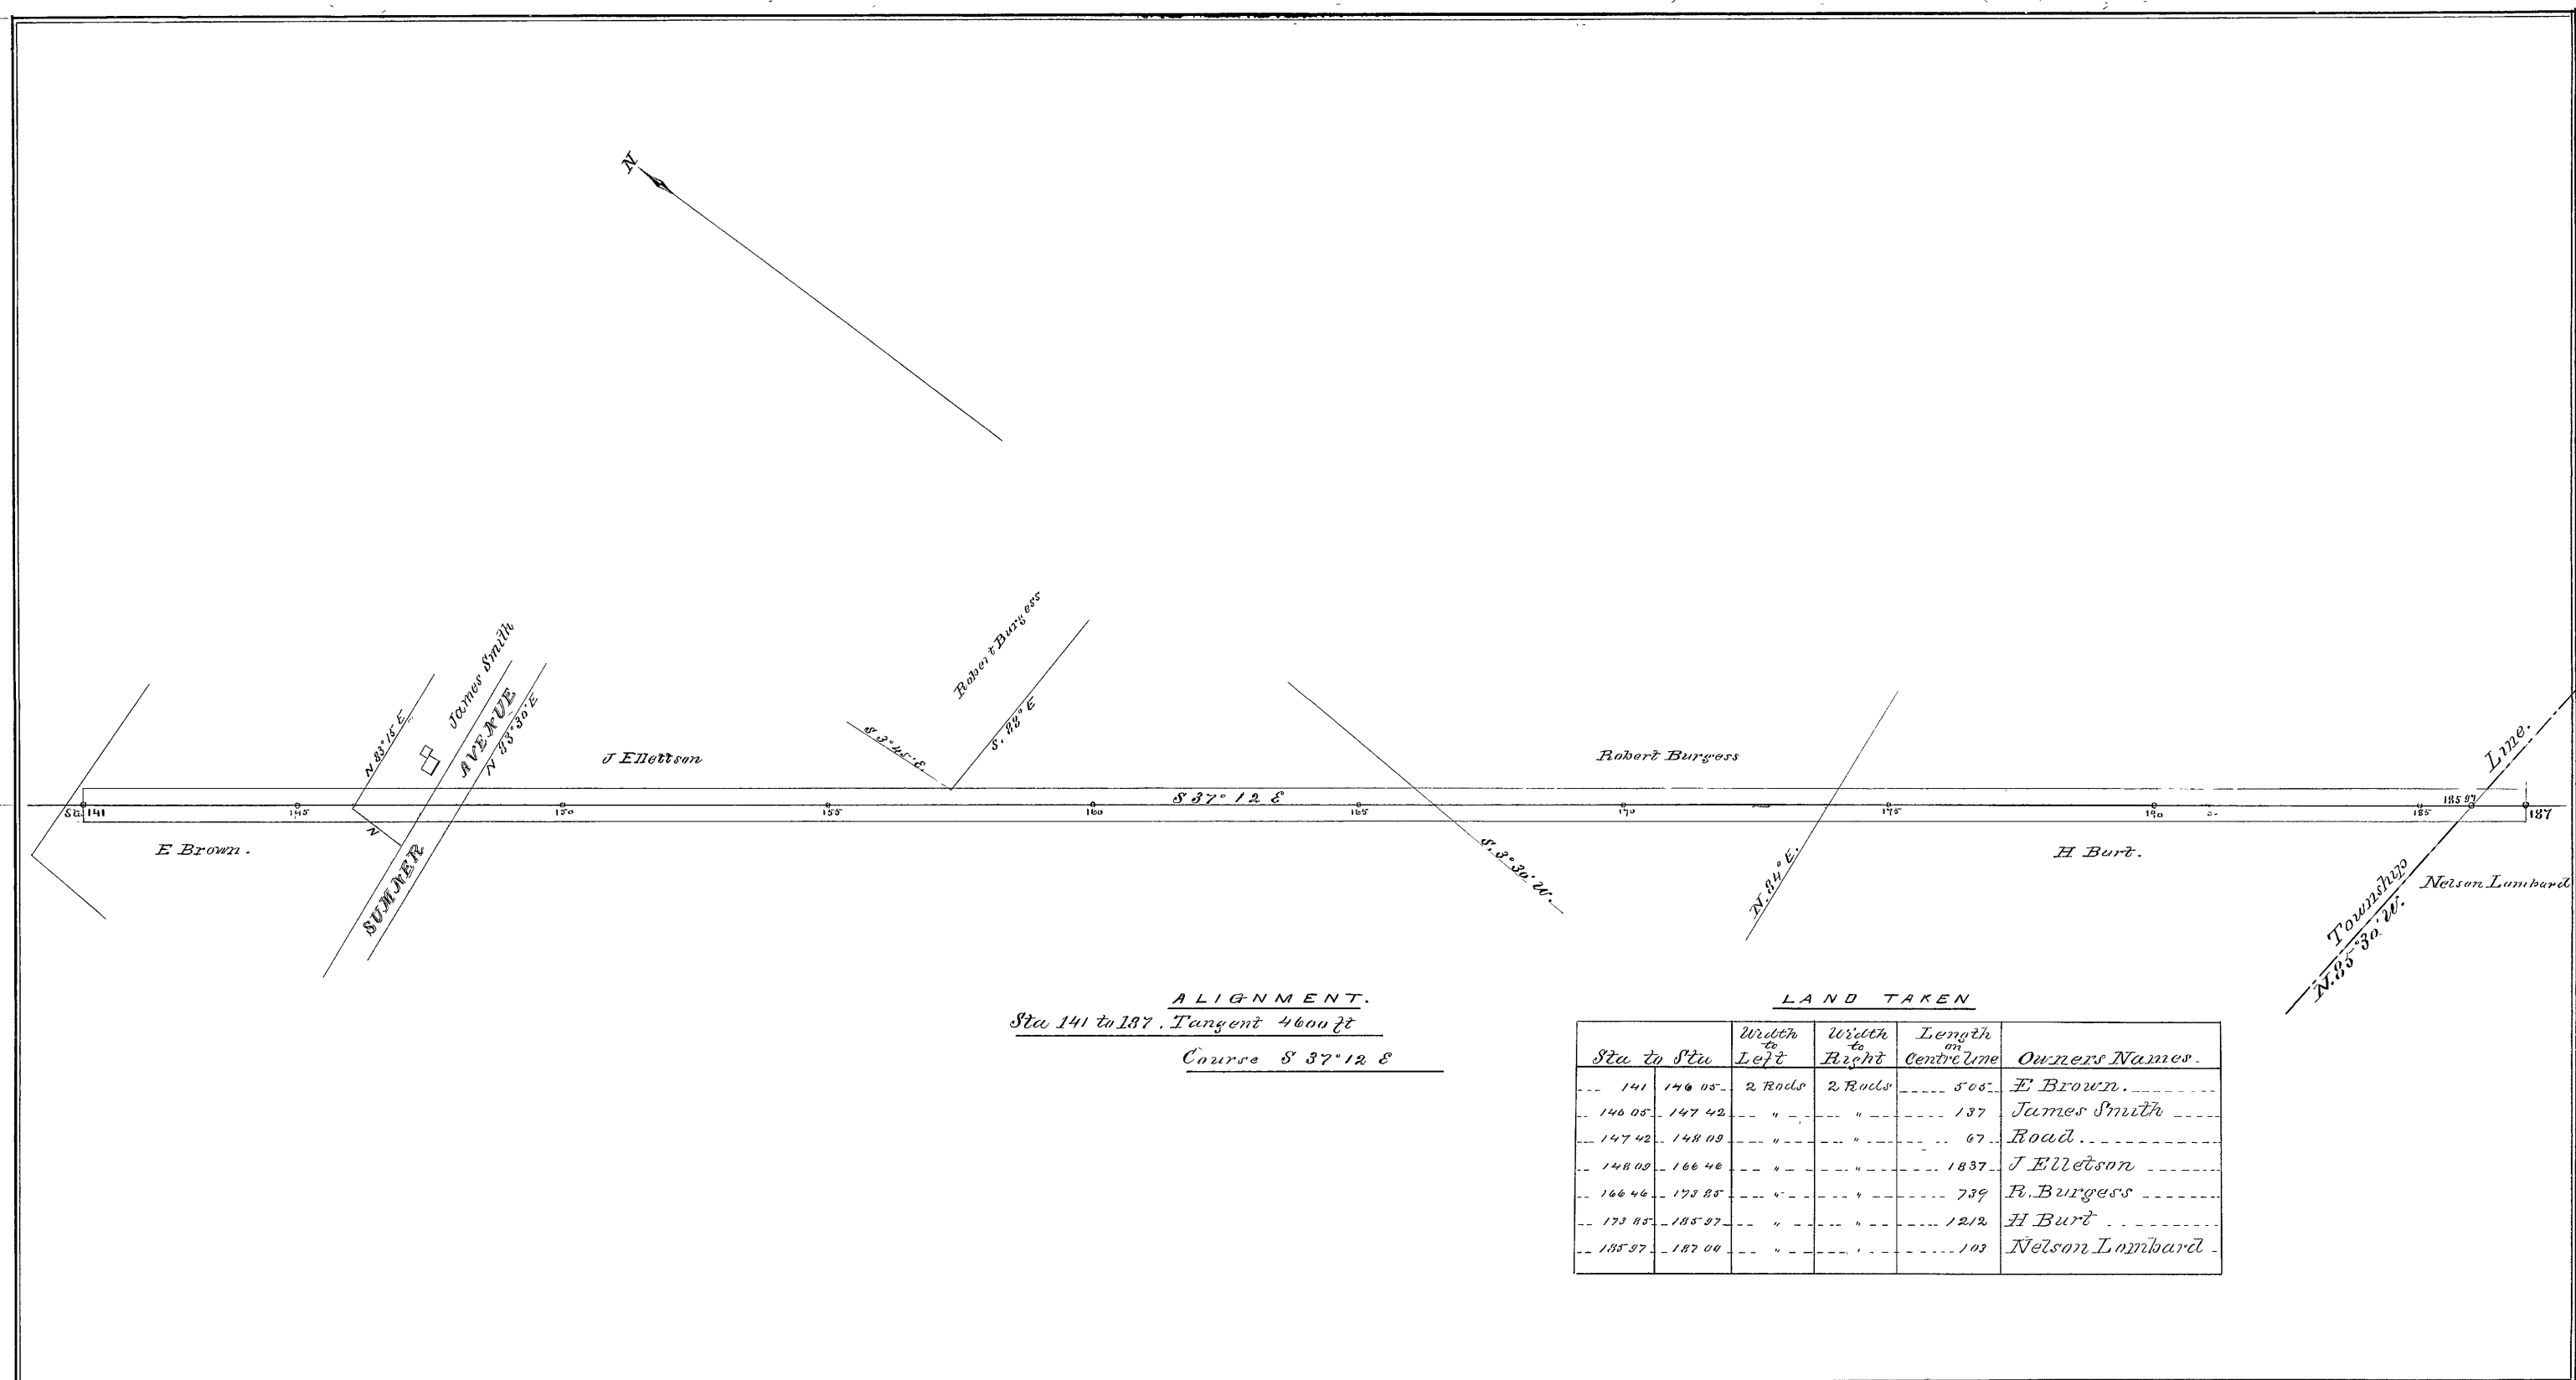 N
James Smith
N 83° 15' E
AVENUE
N 83° 30' E
SUMNER
N
J Ellettson
Robert Burgess
S 3° 45' E.
S. 88° E
Robert Burgess
Line.
S 37° 12 E
Sta. 141 145 150 155 160 165 170 175 185 185 97 187
E Brown.
S. 3° 30' W.
N. 84° E.
H Burt.
Nelson Lombard
Township
N. 85° 30' W.
ALIGNMENT.
Sta 141 to 187. Tangent 4600 ft
Course S 37° 12 E
LAND TAKEN
Sta to Sta Width to Left Width to Right Length on Centre Line Owners Names.
141 146 05 2 Rods 2 Rods 505 E Brown.
146 05 147 42 " " 137 James Smith
147 42 148 09 " " 67 Road
148 09 166 46 " " 1837 J Elletson
166 46 173 85 " " 739 R. Burgess
173 85 185 97 " " 1212 H Burt
185 97 187 00 " " 103 Nelson Lombard